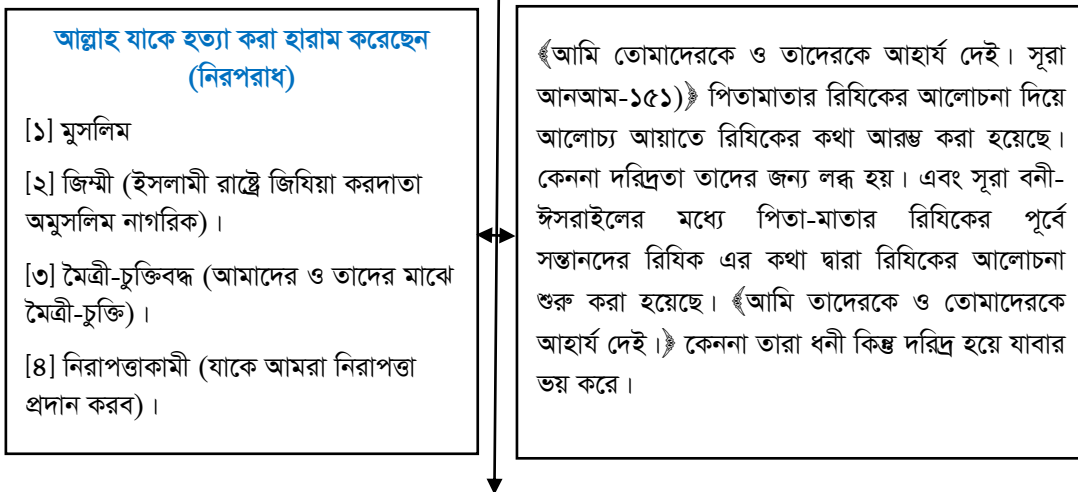 আল্লাহ যাকে হত্যা করা হারাম করেছেন
(নিরপরাধ)
[১] মুসলিম
[২] জিম্মী (ইসলামী রাষ্ট্রে জিযিয়া করদাতা
অমুসলিম নাগরিক)।
[৩] মৈত্রী-চুক্তিবদ্ধ (আমাদের ও তাদের মাঝে
মৈত্রী-চুক্তি)।
[৪] নিরাপত্তাকামী (যাকে আমরা নিরাপত্তা
প্রদান করব)।
﴾আমি তোমাদেরকে ও তাদেরকে আহার্য দেই। সূরা
আনআম-১৫১)﴿ পিতামাতার রিযিকের আলোচনা দিয়ে
আলোচ্য আয়াতে রিযিকের কথা আরম্ভ করা হয়েছে।
কেননা দরিদ্রতা তাদের জন্য লব্ধ হয়। এবং সূরা বনী-
ঈসরাইলের মধ্যে পিতা-মাতার রিযিকের পূর্বে
সন্তানদের রিযিক এর কথা দ্বারা রিযিকের আলোচনা
শুরু করা হয়েছে। ﴾আমি তাদেরকে ও তোমাদেরকে
আহার্য দেই।﴿ কেননা তারা ধনী কিন্তু দরিদ্র হয়ে যাবার
ভয় করে।